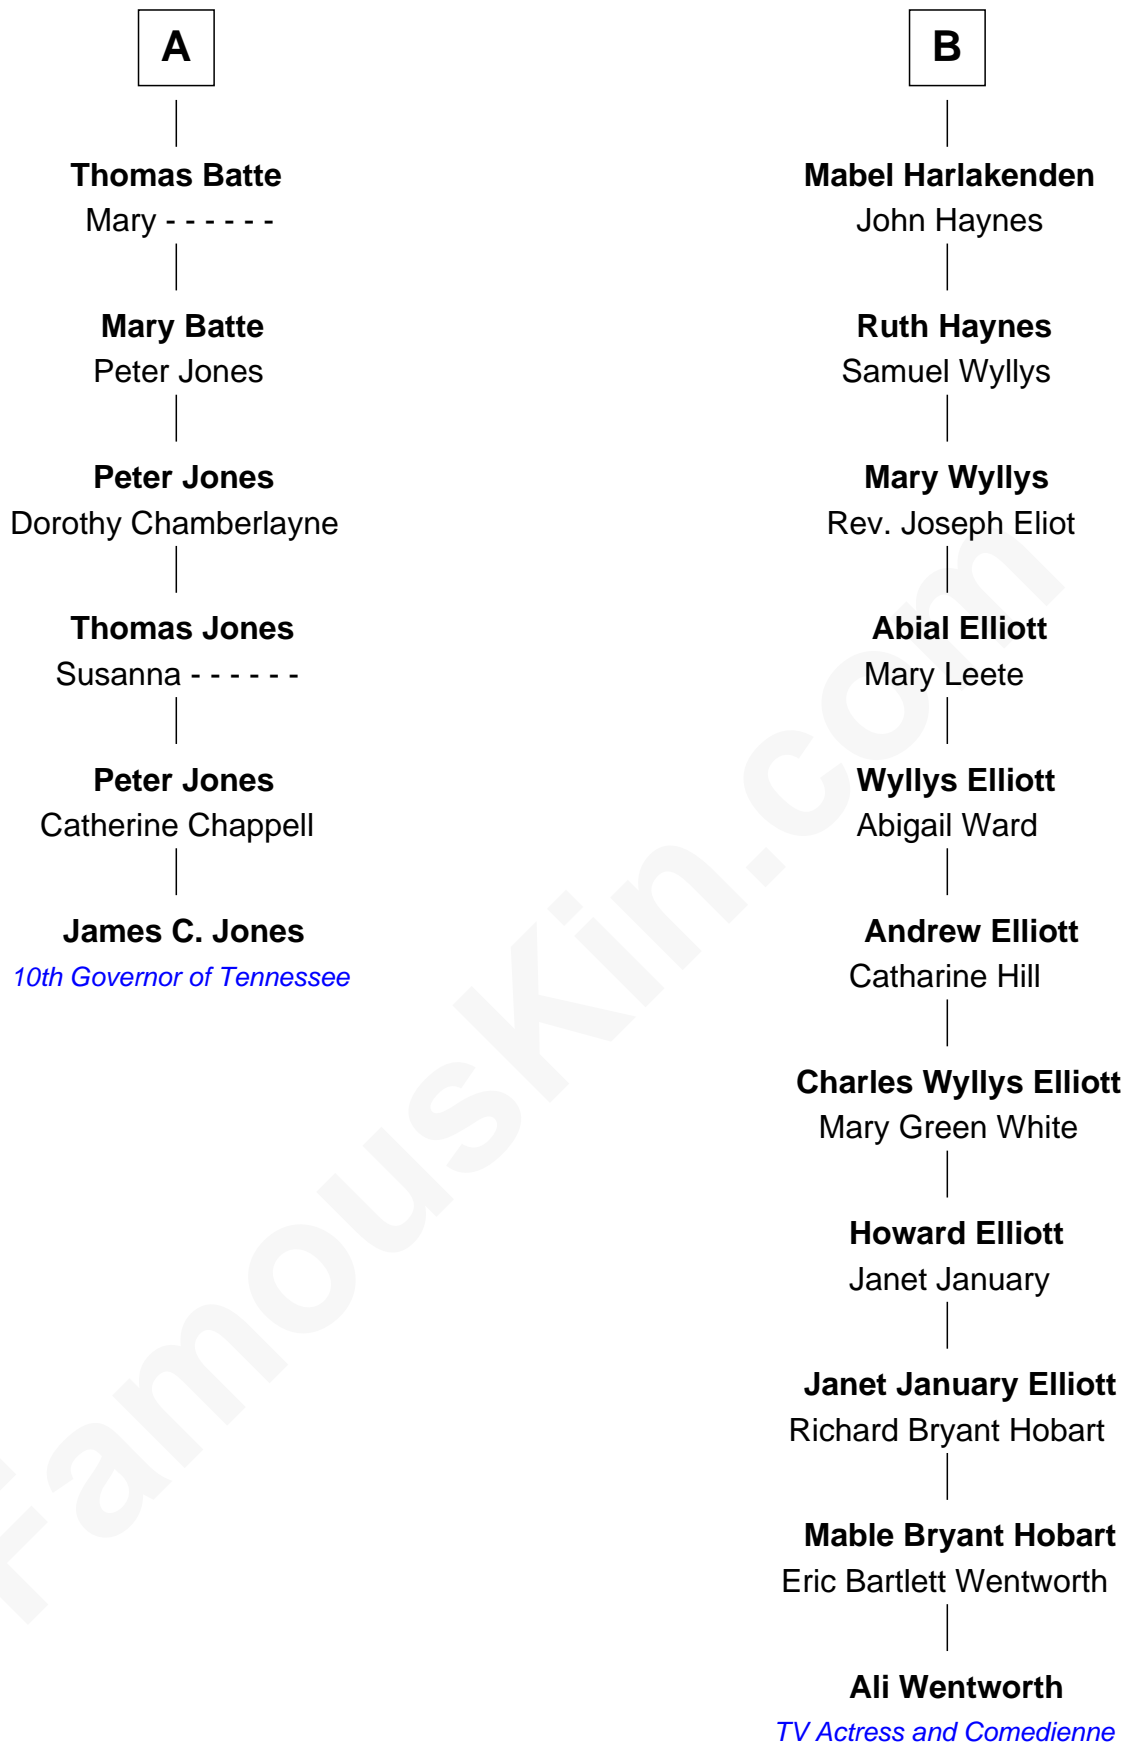 A
Thomas Batte
Mary - - - - - -
Mary Batte
Peter Jones
Peter Jones
Dorothy Chamberlayne
Thomas Jones
Susanna - - - - - -
Peter Jones
Catherine Chappell
James C. Jones
10th Governor of Tennessee
B
Mabel Harlakenden
John Haynes
Ruth Haynes
Samuel Wyllys
Mary Wyllys
Rev. Joseph Eliot
Abial Elliott
Mary Leete
Wyllys Elliott
Abigail Ward
Andrew Elliott
Catharine Hill
Charles Wyllys Elliott
Mary Green White
Howard Elliott
Janet January
Janet January Elliott
Richard Bryant Hobart
Mable Bryant Hobart
Eric Bartlett Wentworth
Ali Wentworth
TV Actress and Comedienne
FamousKin.com